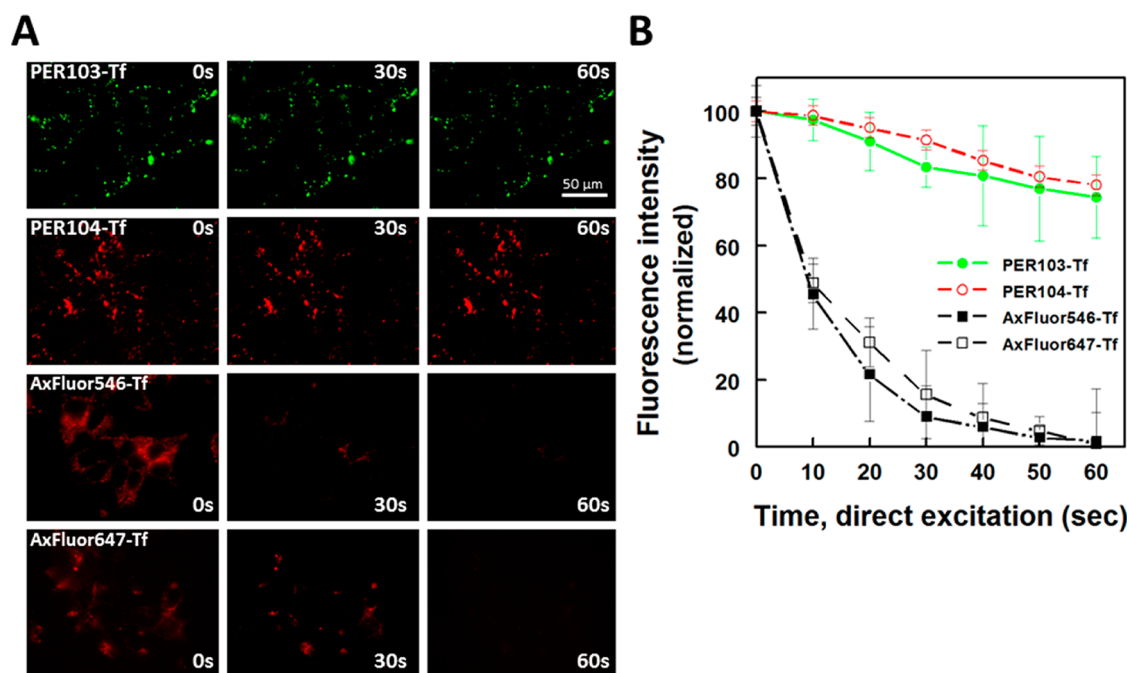 A
PER103-Tf 0s 30s 60s
50 µm
PER104-Tf 0s 30s 60s
AxFluor546-Tf
0s 30s 60s
AxFluor647-Tf
0s 30s 60s
B
Fluorescence intensity
(normalized)
100
80
60
40
20
0
PER103-Tf
PER104-Tf
AxFluor546-Tf
AxFluor647-Tf
0 10 20 30 40 50 60
Time, direct excitation (sec)